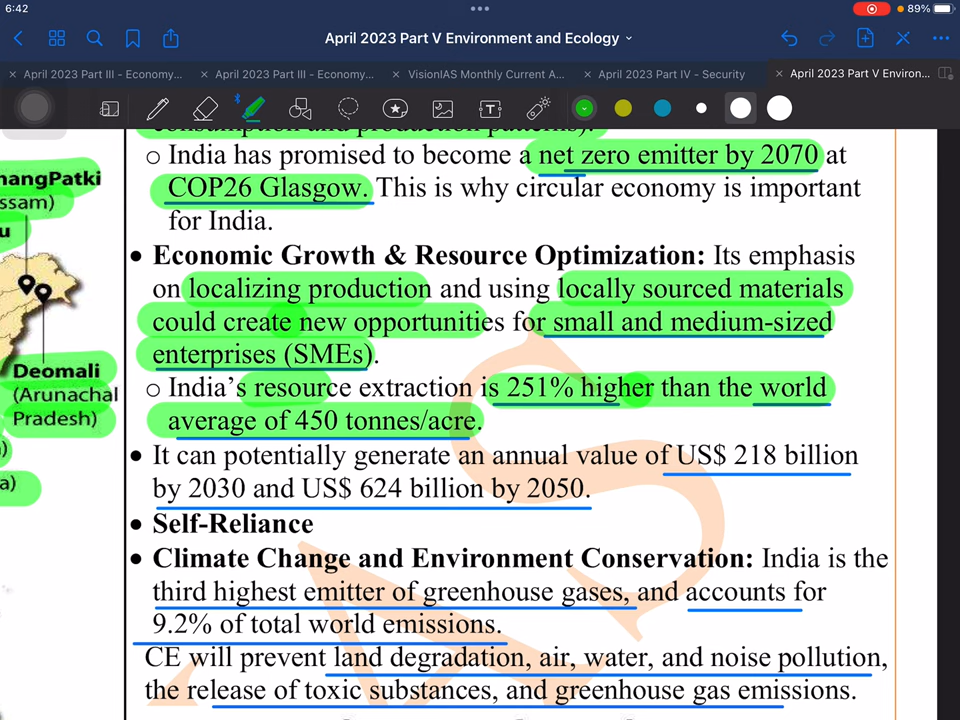 6:42
89%
April 2023 Part V Environment and Ecology
April 2023 Part III - Economy...
April 2023 Part III - Economy...
VisionIAS Monthly Current A...
April 2023 Part IV - Security
April 2023 Part V Environ...
consumption and production patterns).
○ India has promised to become a net zero emitter by 2070 at
COP26 Glasgow. This is why circular economy is important
for India.
• Economic Growth & Resource Optimization: Its emphasis
on localizing production and using locally sourced materials
could create new opportunities for small and medium-sized
enterprises (SMEs).
○ India's resource extraction is 251% higher than the world
average of 450 tonnes/acre.
• It can potentially generate an annual value of US$ 218 billion
by 2030 and US$ 624 billion by 2050.
• Self-Reliance
• Climate Change and Environment Conservation: India is the
third highest emitter of greenhouse gases, and accounts for
9.2% of total world emissions.
CE will prevent land degradation, air, water, and noise pollution,
the release of toxic substances, and greenhouse gas emissions.
hangPatki
ssam)
u
Deomali
(Arunachal
Pradesh)
)
a)